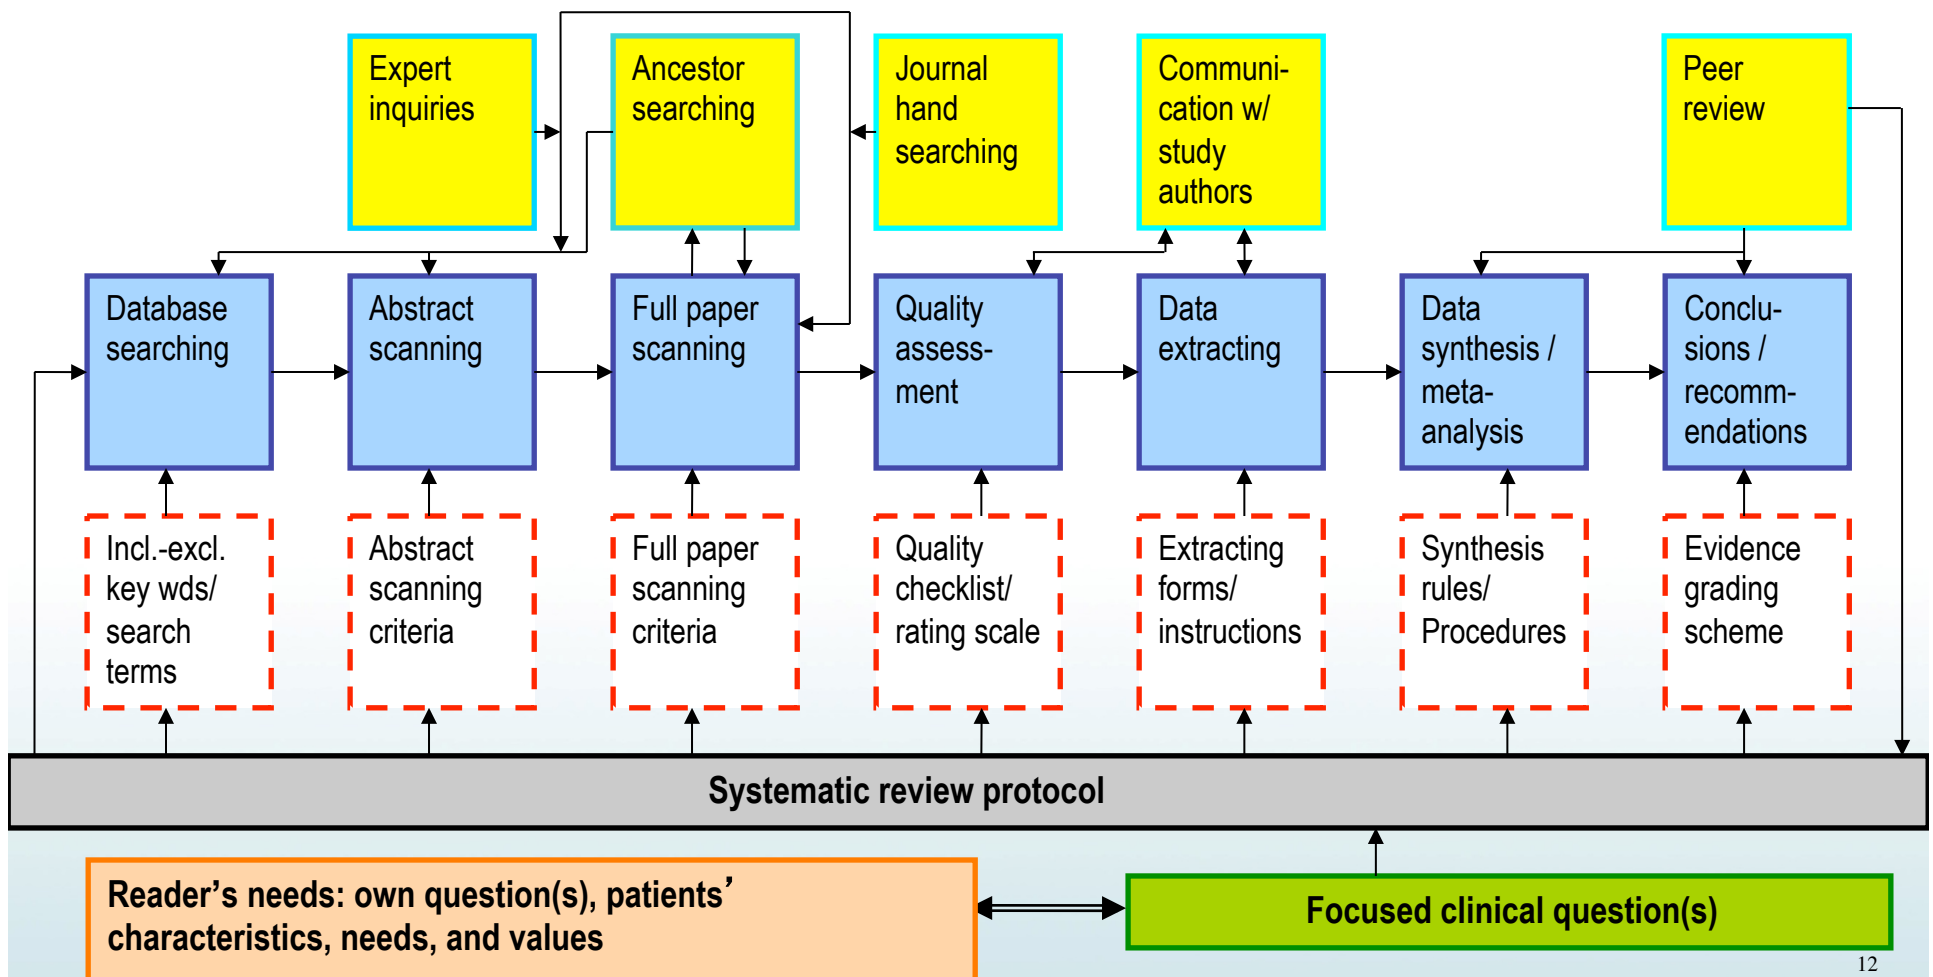 Expert
inquiries
Ancestor
searching
Journal
hand
searching
Communi-
cation w/
study
authors
Peer
review
Database
searching
Abstract
scanning
Full paper
scanning
Quality
assess-
ment
Data
extracting
Data
synthesis /
meta-
analysis
Conclu-
sions /
recomm-
endations
Incl.-excl.
key wds/
search
terms
Abstract
scanning
criteria
Full paper
scanning
criteria
Quality
checklist/
rating scale
Extracting
forms/
instructions
Synthesis
rules/
Procedures
Evidence
grading
scheme
Systematic review protocol
Reader's needs: own question(s), patients’
characteristics, needs, and values
Focused clinical question(s)
12